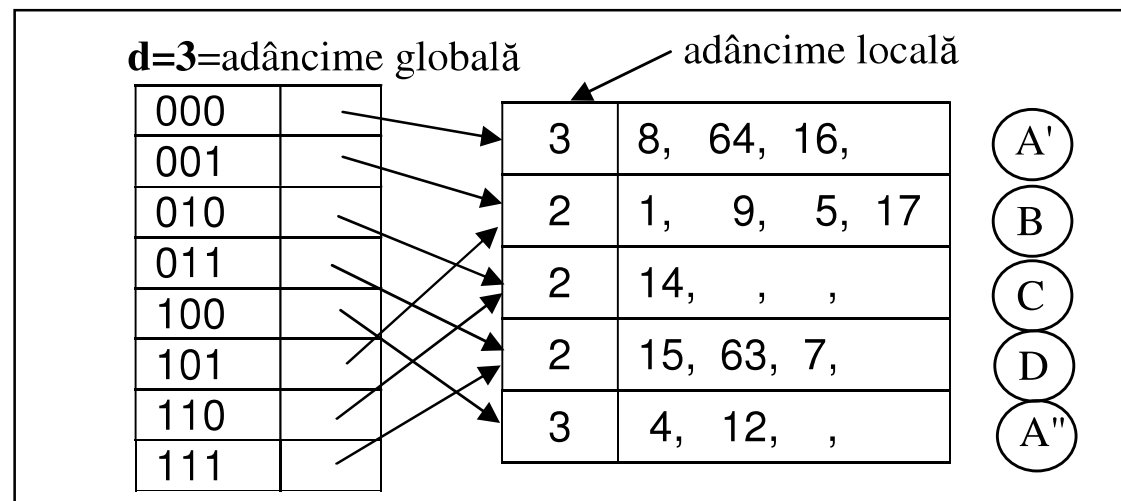 d=3=adâncime globală
adâncime locală
000
001
010
011
100
101
110
111
3 8, 64, 16, A'
2 1, 9, 5, 17 B
2 14, , , C
2 15, 63, 7, D
3 4, 12, , A"